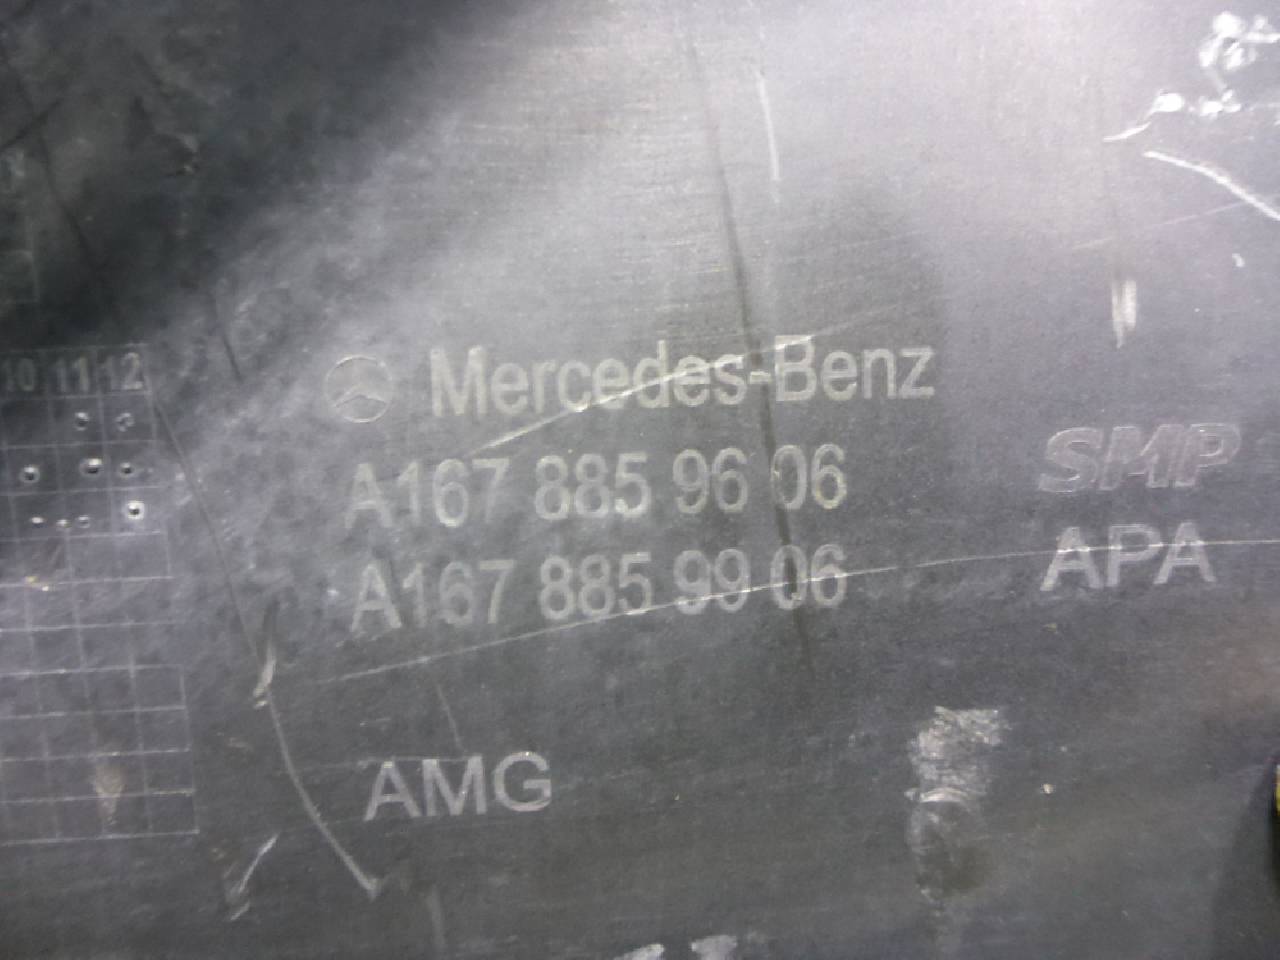 10 11 12
Mercedes-Benz
A167 885 96 06
A167 885 99 06
SMP
APA
AMG